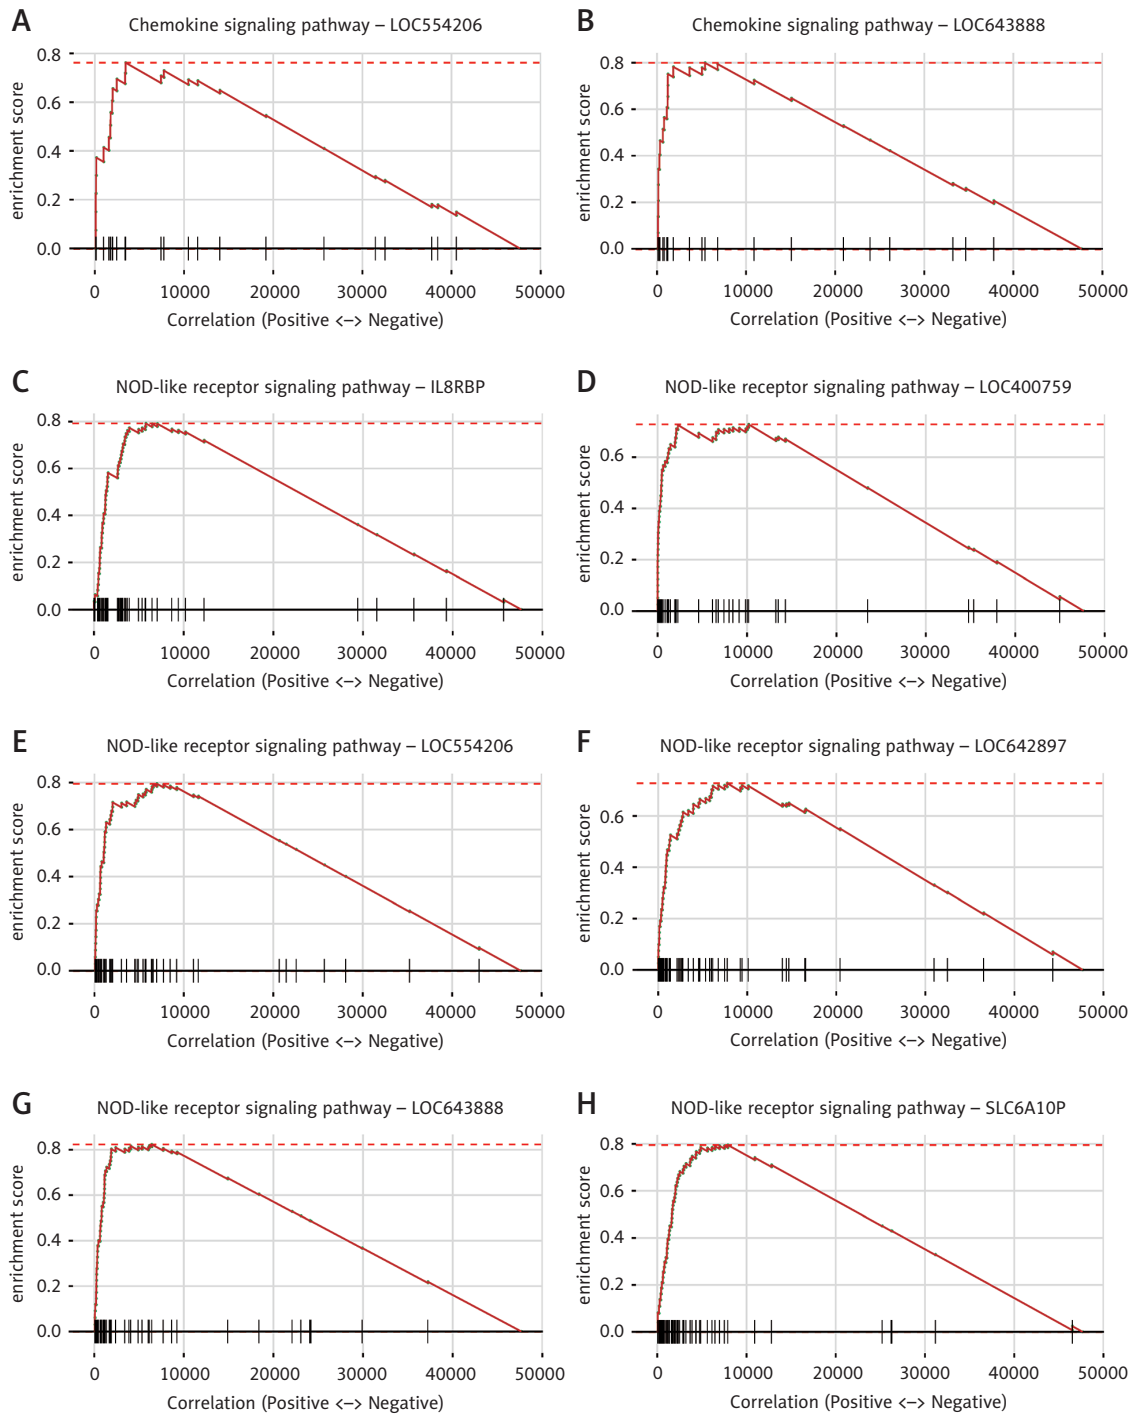 A
Chemokine signaling pathway – LOC554206
enrichment score
0.8
0.6
0.4
0.2
0.0
0 10000 20000 30000 40000 50000
Correlation (Positive <–> Negative)
B
Chemokine signaling pathway – LOC643888
enrichment score
0.8
0.6
0.4
0.2
0.0
0 10000 20000 30000 40000 50000
Correlation (Positive <–> Negative)
C
NOD-like receptor signaling pathway – IL8RBP
enrichment score
0.8
0.6
0.4
0.2
0.0
0 10000 20000 30000 40000 50000
Correlation (Positive <–> Negative)
D
NOD-like receptor signaling pathway – LOC400759
enrichment score
0.6
0.4
0.2
0.0
0 10000 20000 30000 40000 50000
Correlation (Positive <–> Negative)
E
NOD-like receptor signaling pathway – LOC554206
enrichment score
0.8
0.6
0.4
0.2
0.0
0 10000 20000 30000 40000 50000
Correlation (Positive <–> Negative)
F
NOD-like receptor signaling pathway – LOC642897
enrichment score
0.6
0.4
0.2
0.0
0 10000 20000 30000 40000 50000
Correlation (Positive <–> Negative)
G
NOD-like receptor signaling pathway – LOC643888
enrichment score
0.8
0.6
0.4
0.2
0.0
0 10000 20000 30000 40000 50000
Correlation (Positive <–> Negative)
H
NOD-like receptor signaling pathway – SLC6A10P
enrichment score
0.8
0.6
0.4
0.2
0.0
0 10000 20000 30000 40000 50000
Correlation (Positive <–> Negative)